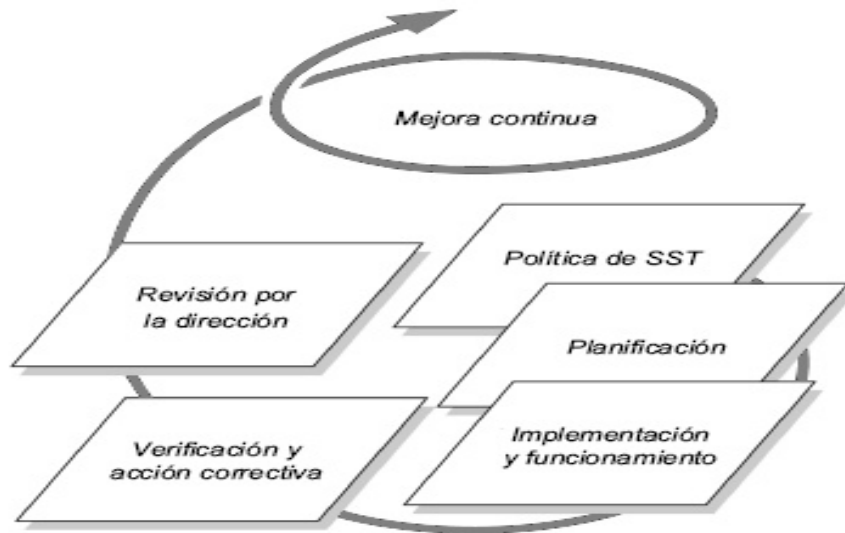 Mejora continua
Política de SST
Revisión por
la dirección
Planificación
Implementación
y funcionamiento
Verificación y
acción correctiva